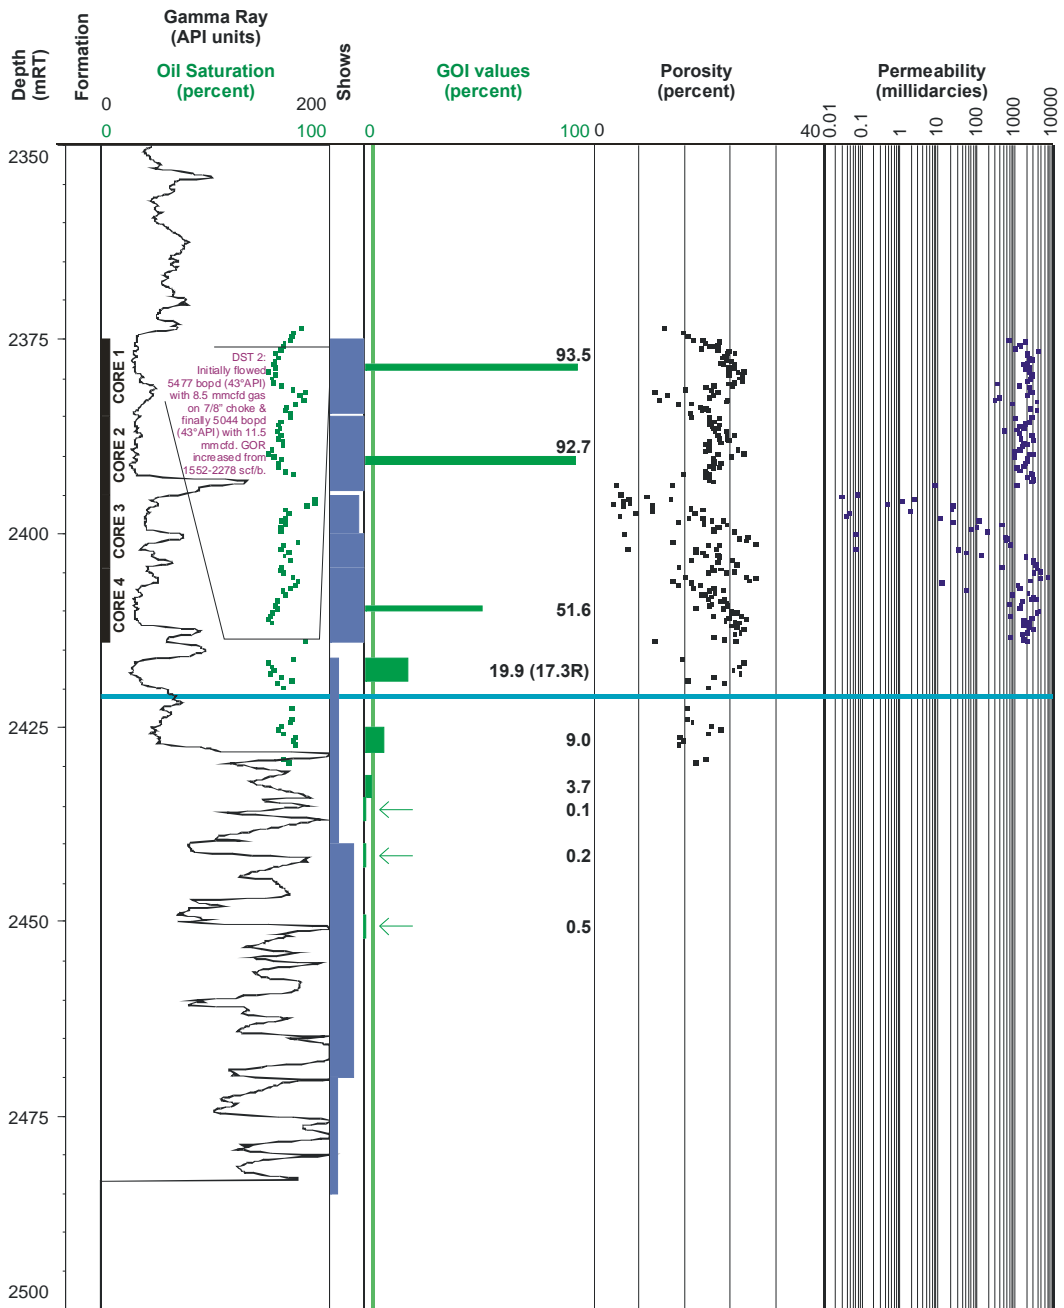 Depth
(mRT)
Formation
Gamma Ray
(API units)
Oil Saturation
(percent)
0
200
0
100
Shows
GOI values
(percent)
0
100
Porosity
(percent)
0
40
Permeability
(millidarcies)
0.01
0.1
1
10
100
1000
10000
2350
2375
2400
2425
2450
2475
2500
CORE 1
CORE 2
CORE 3
CORE 4
DST 2:
Initially flowed
5477 bopd (43°API)
with 8.5 mmcfd gas
on 7/8" choke &
finally 5044 bopd
(43°API) with 11.5
mmcfd. GOR
increased from
1552-2278 scf/b.
93.5
92.7
51.6
19.9 (17.3R)
9.0
3.7
0.1
0.2
0.5